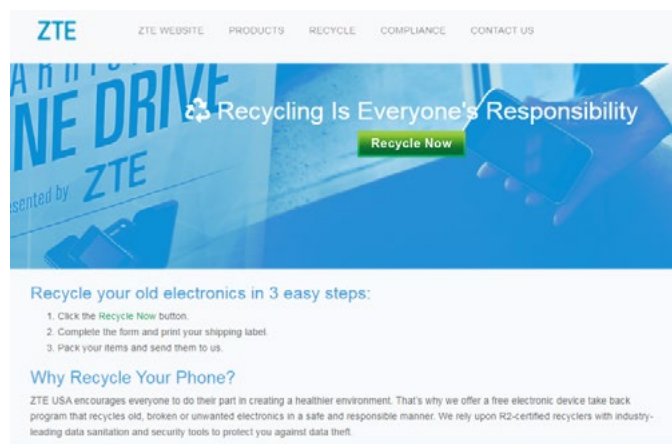 ZTE
ZTE WEBSITE PRODUCTS RECYCLE COMPLIANCE CONTACT US
NE DRIVE
Recycling Is Everyone's Responsibility
Recycle Now
presented by ZTE
Recycle your old electronics in 3 easy steps:
1. Click the Recycle Now button.
2. Complete the form and print your shipping label.
3. Pack your items and send them to us.
Why Recycle Your Phone?
ZTE USA encourages everyone to do their part in creating a healthier environment. That's why we offer a free electronic device take back
program that recycles old, broken or unwanted electronics in a safe and responsible manner. We rely upon R2-certified recyclers with industry-
leading data sanitation and security tools to protect you against data theft.